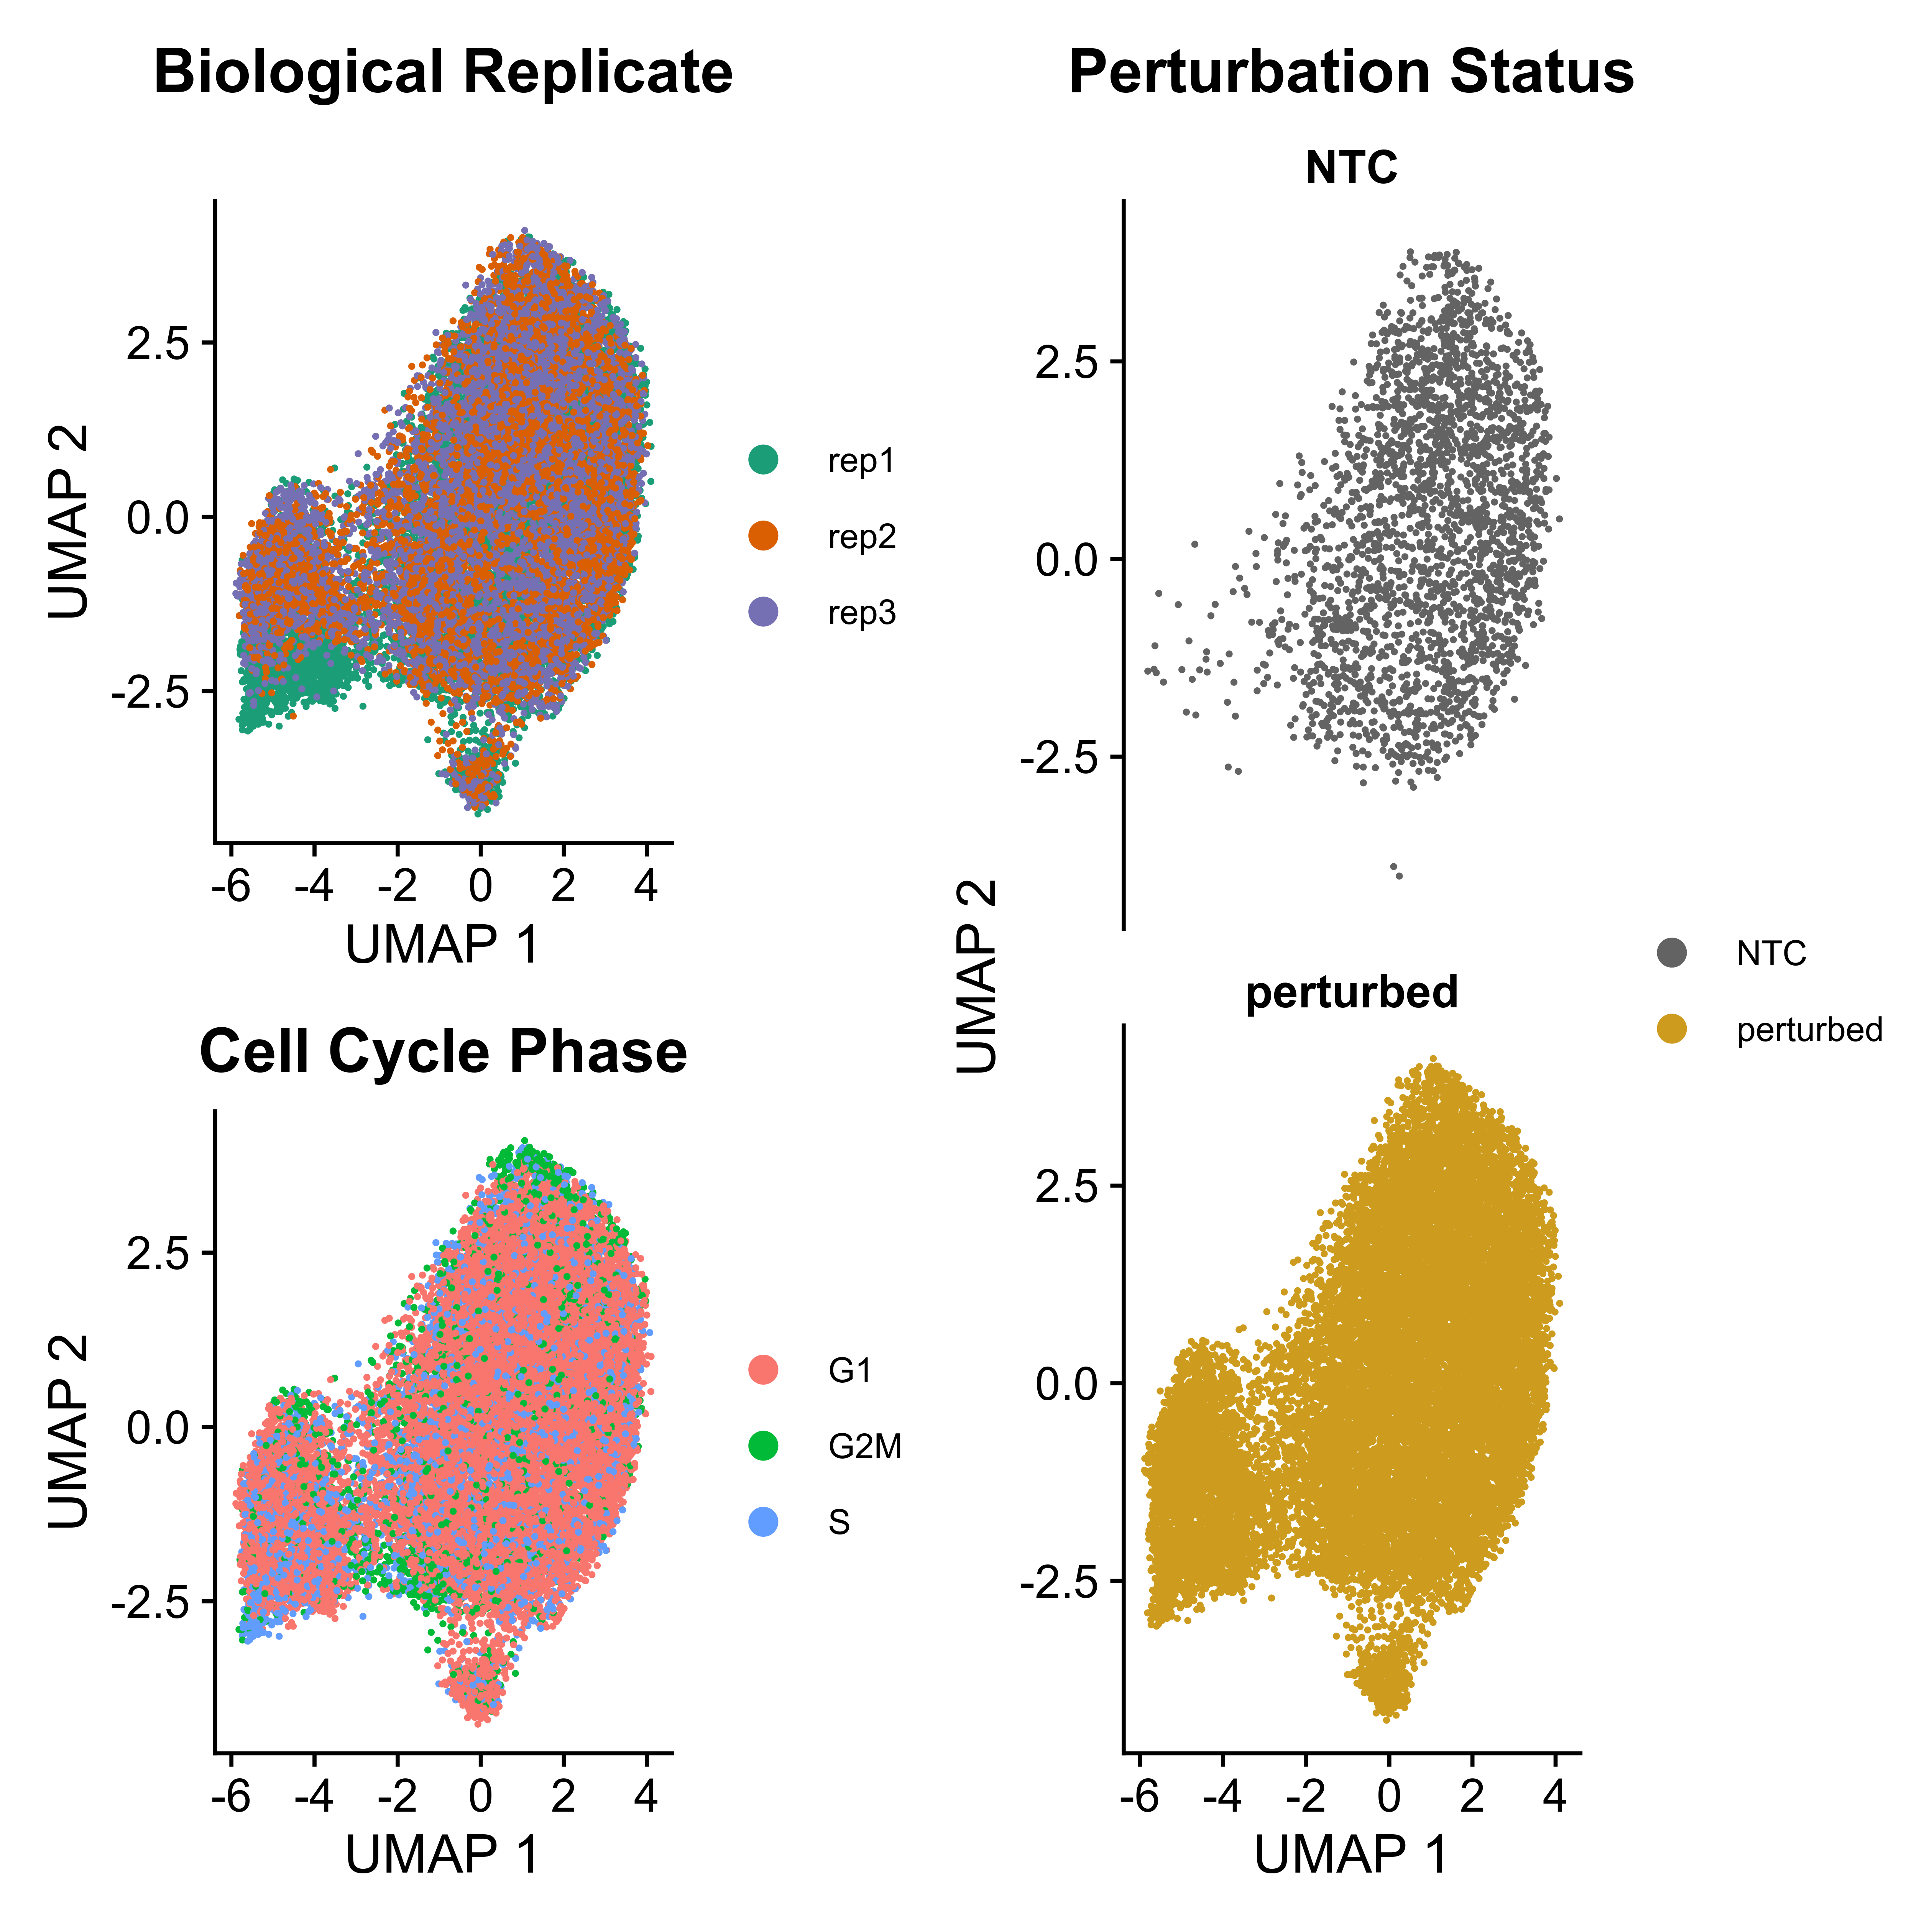 Biological Replicate
UMAP 2
2.5
0.0
-2.5
-6 -4 -2 0 2 4
UMAP 1
rep1
rep2
rep3
Cell Cycle Phase
UMAP 2
2.5
0.0
-2.5
-6 -4 -2 0 2 4
UMAP 1
G1
G2M
S
Perturbation Status
NTC
2.5
0.0
-2.5
UMAP 2
perturbed
2.5
0.0
-2.5
-6 -4 -2 0 2 4
UMAP 1
NTC
perturbed